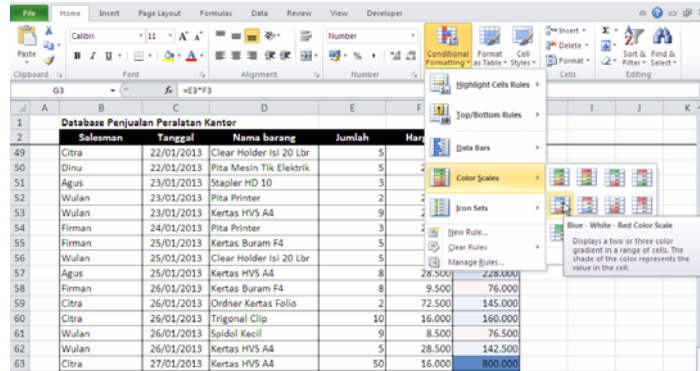 File Home Insert Page Layout Formulas Data Review View Developer
Calibri 11 A A Number Insert
Paste B I U Conditional Formatting Format as Table Cell Styles Delete Format Sort & Filter Find & Select
Clipboard Font Alignment Number Cells Editing
G3 fx =E3*F3
A B C D E F I J K
1 Database Penjualan Peralatan Kantor
2 Salesman Tanggal Nama barang Jumlah
49 Citra 22/01/2013 Clear Holder Isi 20 Lbr 5
50 Dinu 22/01/2013 Pita Mesin Tik Elektrik 5
51 Agus 23/01/2013 Stapler HD 10 3
52 Wulan 23/01/2013 Pita Printer 2
53 Wulan 23/01/2013 Kertas HVS A4 9
54 Firman 24/01/2013 Pita Printer 3
55 Citra 25/01/2013 Kertas Buram F4 5
56 Wulan 25/01/2013 Clear Holder Isi 20 Lbr 5
57 Agus 25/01/2013 Kertas HVS A4 8 28.500 228.000
58 Firman 26/01/2013 Kertas Buram F4 8 9.500 76.000
59 Citra 26/01/2013 Ordner Kertas Folio 2 72.500 145.000
60 Citra 26/01/2013 Trigonal Clip 10 16.000 160.000
61 Wulan 26/01/2013 Spidol Kecil 9 8.500 76.500
62 Wulan 26/01/2013 Kertas HVS A4 5 28.500 142.500
63 Citra 27/01/2013 Kertas HVS A4 50 16.000 800.000
Highlight Cells Rules
Top/Bottom Rules
Data Bars
Color Scales
Icon Sets
New Rule...
Clear Rules
Manage Rules...
Blue - White - Red Color Scale
Displays a two or three color
gradient in a range of cells. The
shade of the color represents the
value in the cell.